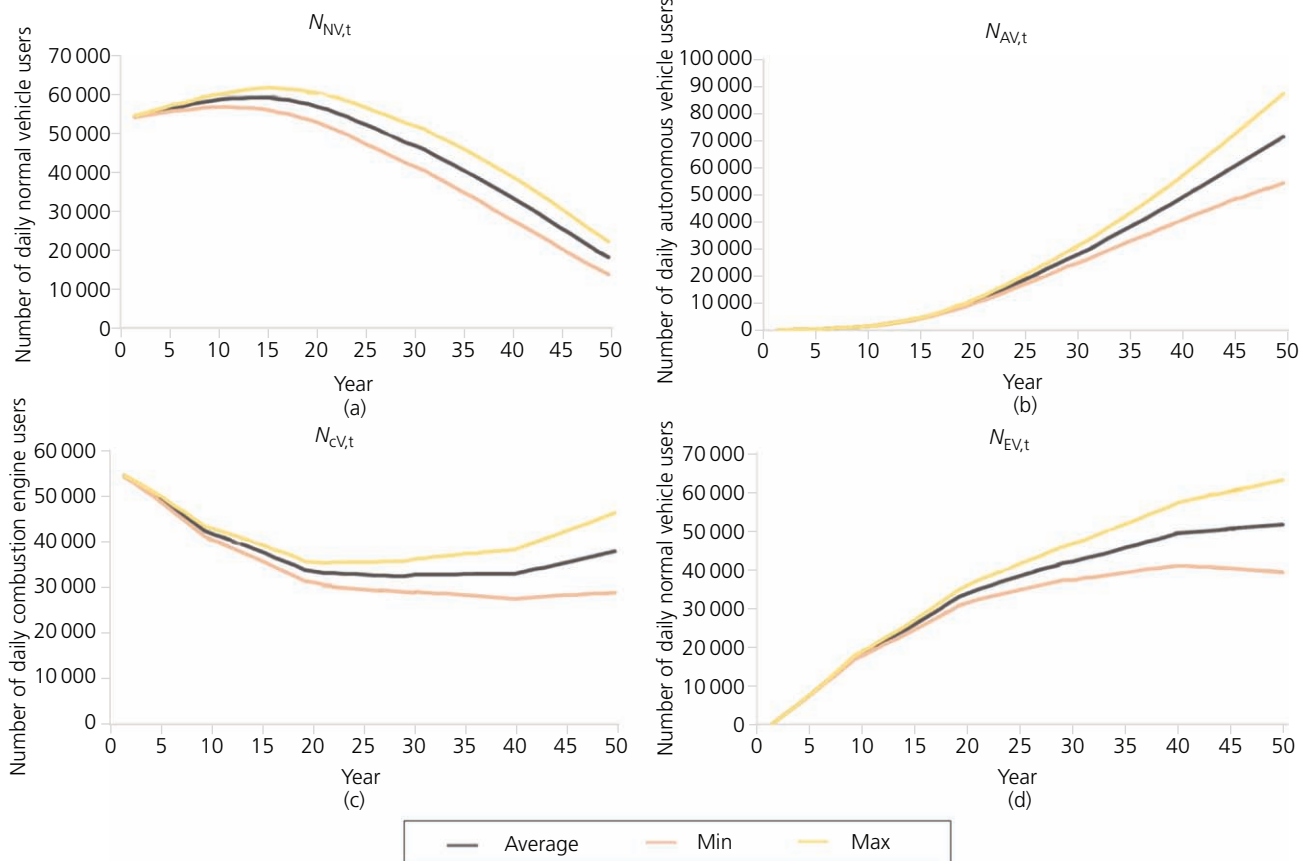 N_NV,t
Number of daily normal vehicle users
70 000
60 000
50 000
40 000
30 000
20 000
10 000
0
0 5 10 15 20 25 30 35 40 45 50
Year
(a)
N_AV,t
Number of daily autonomous vehicle users
100 000
90 000
80 000
70 000
60 000
50 000
40 000
30 000
20 000
10 000
0
0 5 10 15 20 25 30 35 40 45 50
Year
(b)
N_cV,t
Number of daily combustion engine users
60 000
50 000
40 000
30 000
20 000
10 000
0
0 5 10 15 20 25 30 35 40 45 50
Year
(c)
N_EV,t
Number of daily normal vehicle users
70 000
60 000
50 000
40 000
30 000
20 000
10 000
0
0 5 10 15 20 25 30 35 40 45 50
Year
(d)
Average Min Max